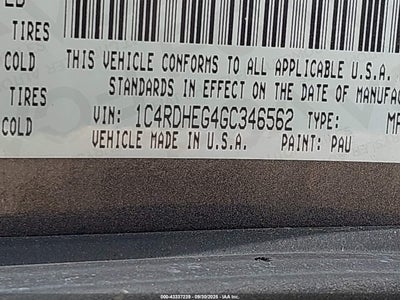 TIRES
COLD THIS VEHICLE CONFORMS TO ALL APPLICABLE U.S.A.
TIRES STANDARDS IN EFFECT ON THE DATE OF MANUFAC
COLD VIN: 1C4RDHEG4GC346562 TYPE: MP
VEHICLE MADE IN U.S.A. PAINT: PAU
000-43337239 - 09/30/2025 - IAA Inc.